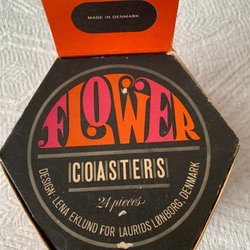 MADE IN DENMARK
FLOWER
COASTERS
24 pieces
DESIGN: LENA EKLUND FOR LAURIDS LØNBORG, DENMARK